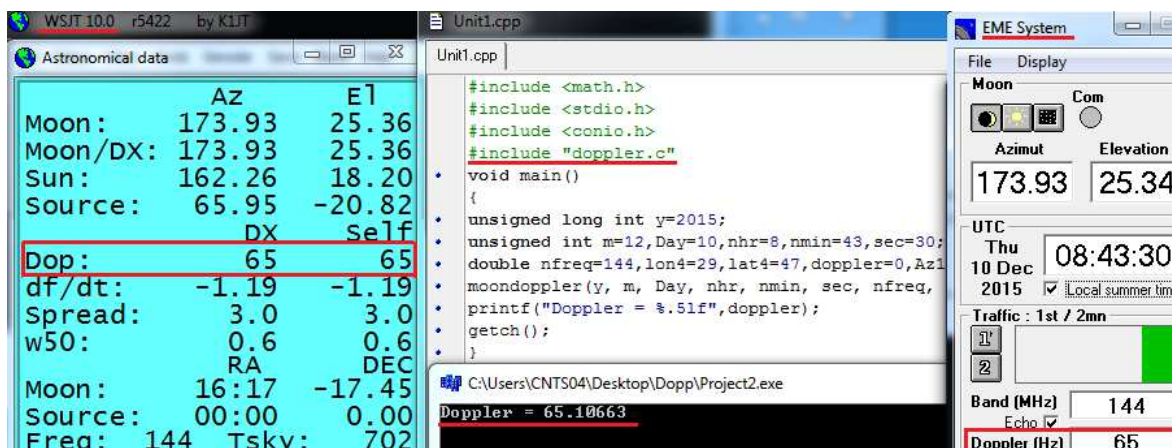 WSJT 10.0 r5422 by K1JT
Astronomical data
Az El
Moon: 173.93 25.36
Moon/DX: 173.93 25.36
Sun: 162.26 18.20
Source: 65.95 -20.82
DX Self
Dop: 65 65
df/dt: -1.19 -1.19
Spread: 3.0 3.0
w50: 0.6 0.6
RA DEC
Moon: 16:17 -17.45
Source: 00:00 0.00
Freq: 144 Tsky: 702
Unit1.cpp
Unit1.cpp
#include <math.h>
#include <stdio.h>
#include <conio.h>
#include "doppler.c"
void main()
{
unsigned long int y=2015;
unsigned int m=12,Day=10,nhr=8,nmin=43,sec=30;
double nfreq=144,lon4=29,lat4=47,doppler=0,Az1
moondoppler(y, m, Day, nhr, nmin, sec, nfreq,
printf("Doppler = %.5lf",doppler);
getch();
}
C:\Users\CNTS04\Desktop\Dopp\Project2.exe
Doppler = 65.10663
EME System
File Display
Moon
Com
Azimut Elevation
173.93 25.34
UTC
Thu
10 Dec
2015
08:43:30
Local summer tim
Traffic : 1st / 2mn
1'
2
Band (MHz) 144
Echo
Doppler (Hz) 65